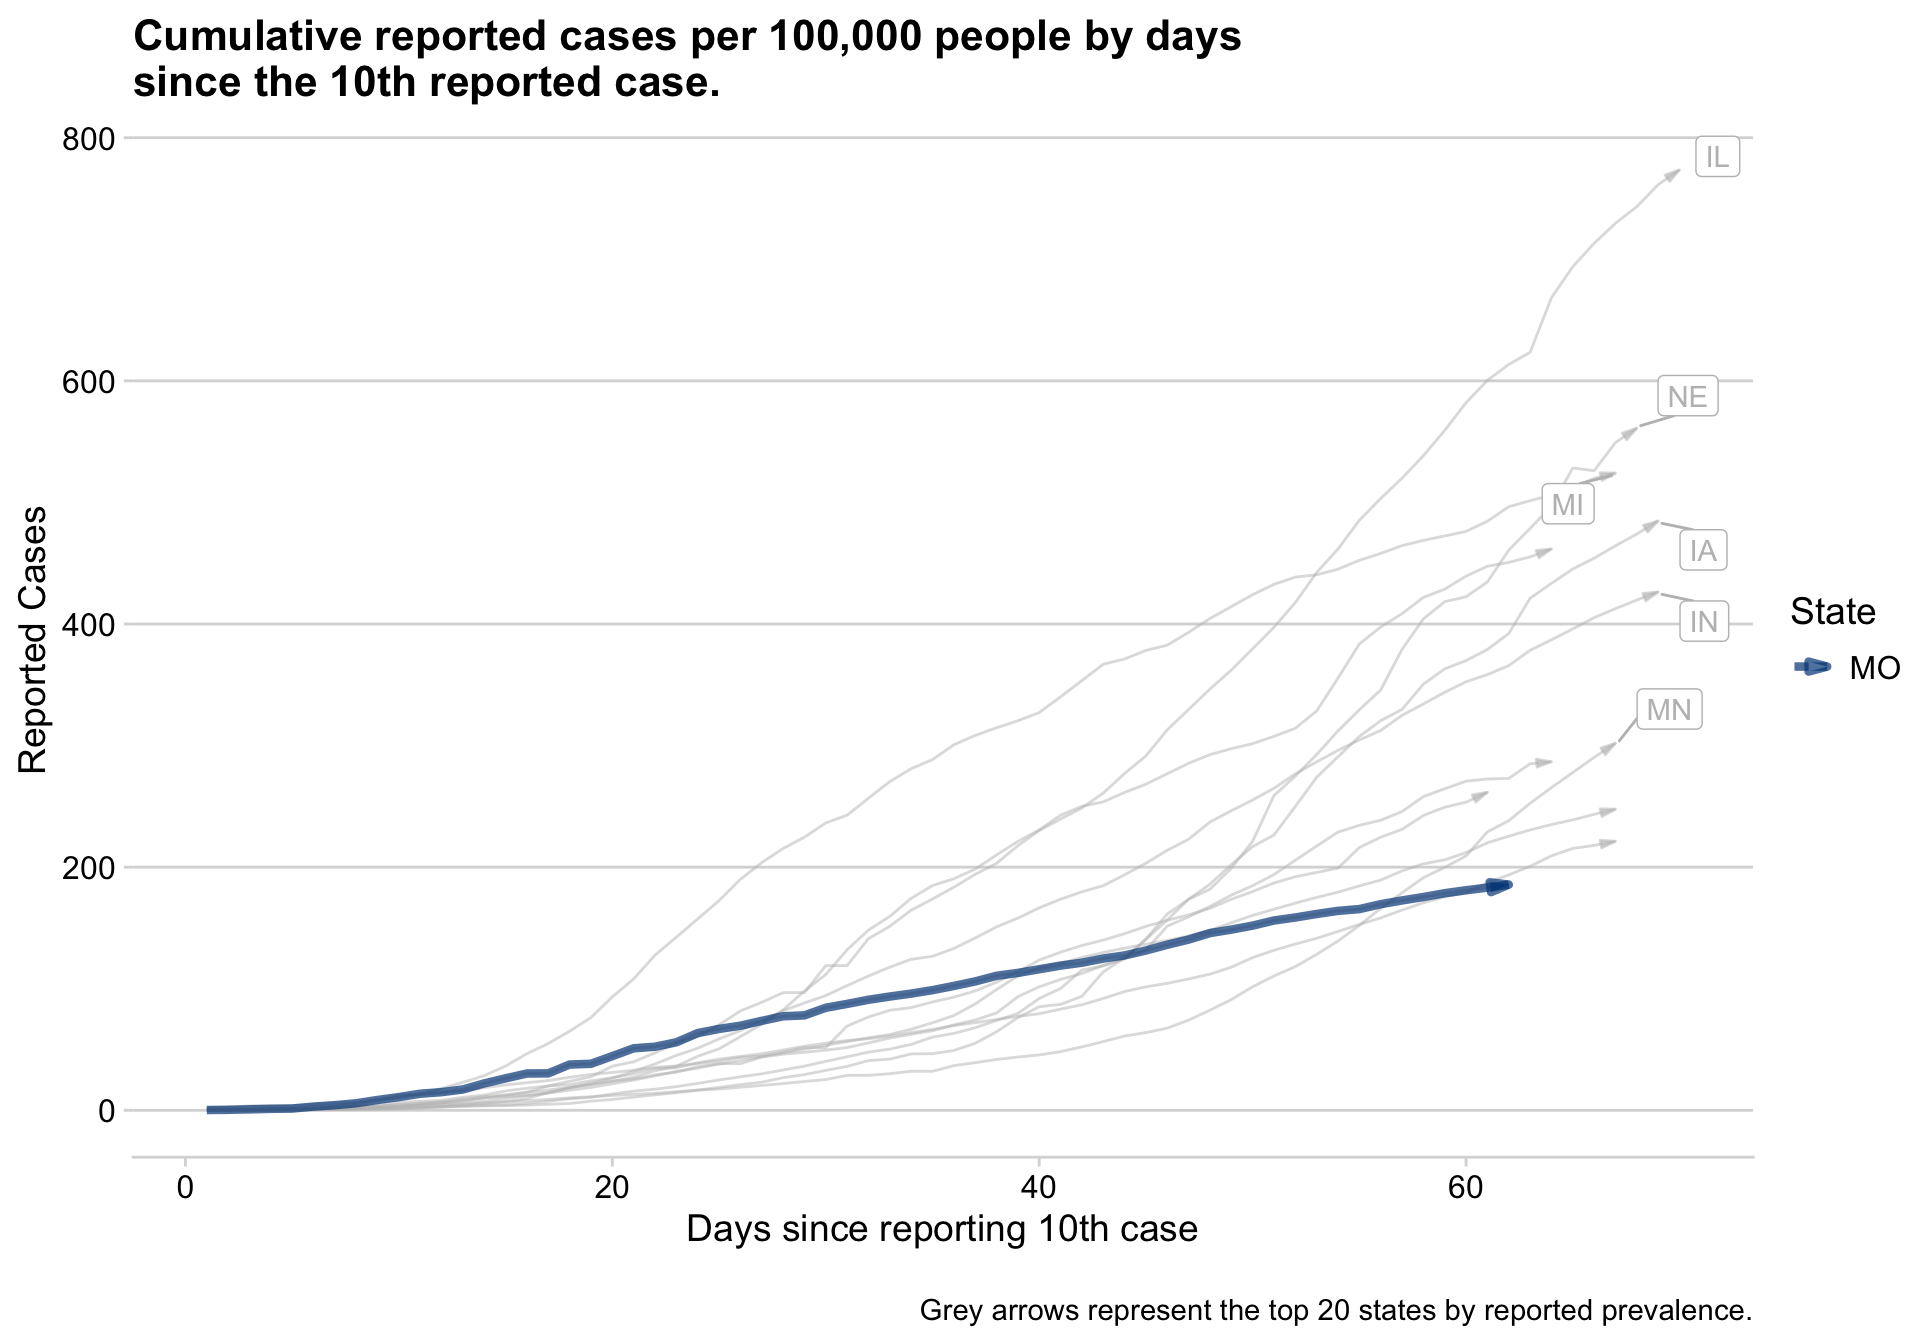 Cumulative reported cases per 100,000 people by days
since the 10th reported case.
800
600
400
200
0
Reported Cases
IL
NE
MI
IA
IN
MN
State
MO
0
20
40
60
Days since reporting 10th case
Grey arrows represent the top 20 states by reported prevalence.